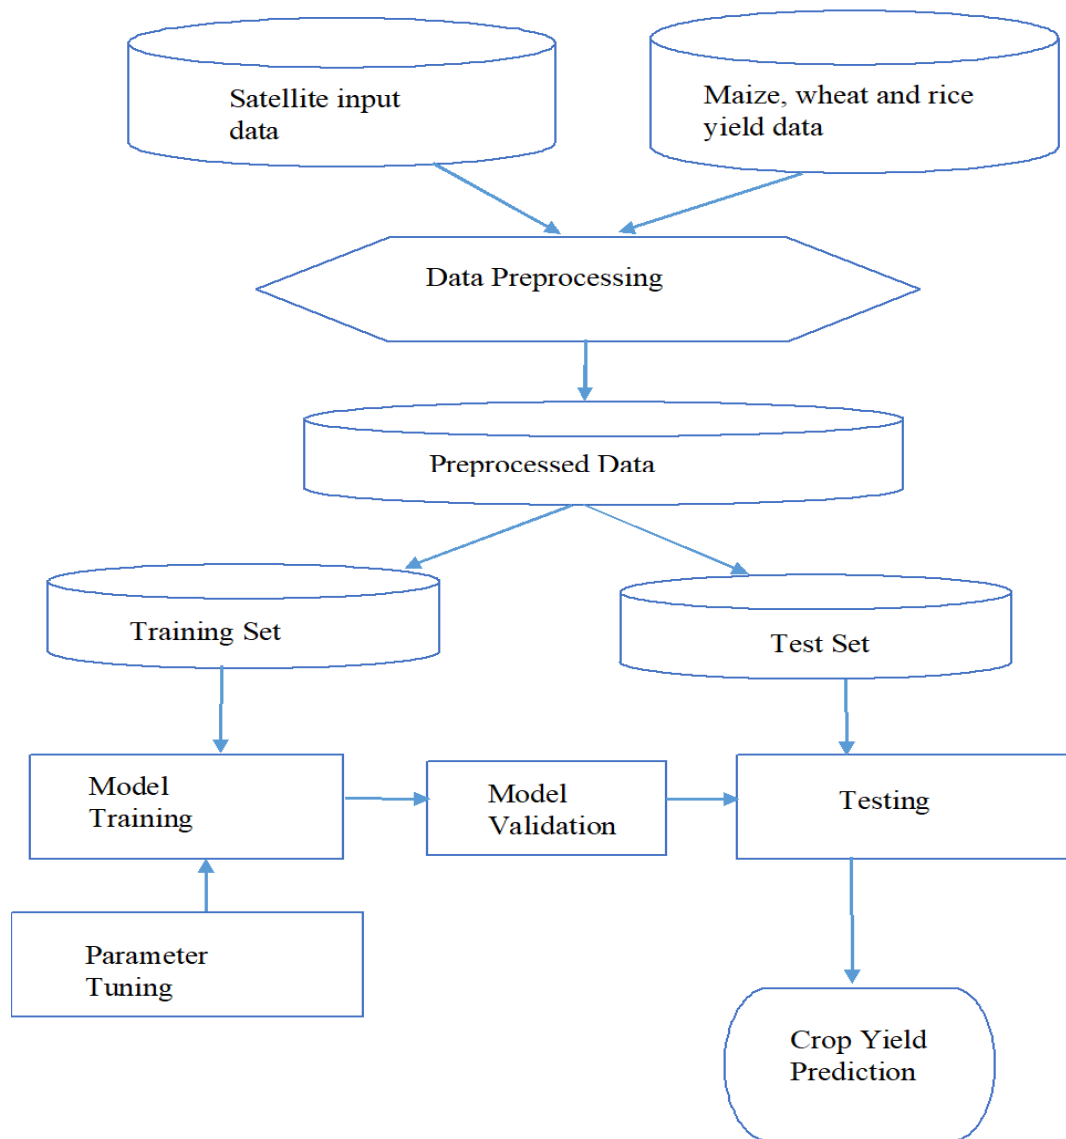 Satellite input
data
Maize, wheat and rice
yield data
Data Preprocessing
Preprocessed Data
Training Set
Test Set
Model
Training
Model
Validation
Testing
Parameter
Tuning
Crop Yield
Prediction